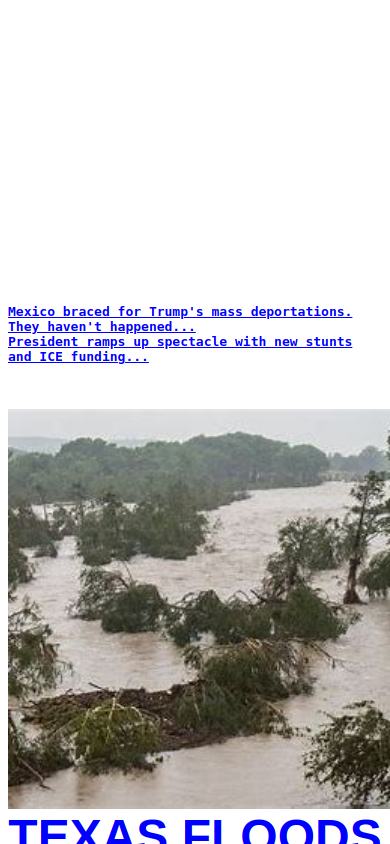 Mexico braced for Trump's mass deportations.
They haven't happened...
President ramps up spectacle with new stunts
and ICE funding...
TEXAS FLOODS